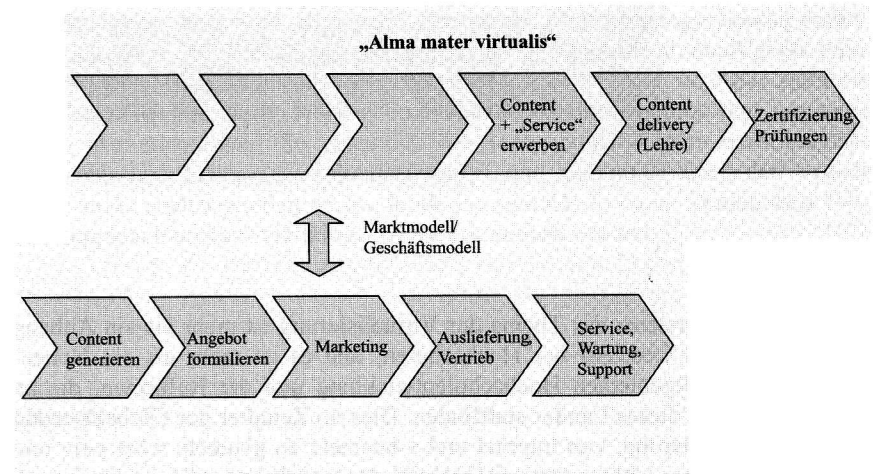 „Alma mater virtualis“
Content
+ „Service“
erwerben
Content
delivery
(Lehre)
Zertifizierung,
Prüfungen
Marktmodell/
Geschäftsmodell
Content
generieren
Angebot
formulieren
Marketing
Auslieferung,
Vertrieb
Service,
Wartung,
Support